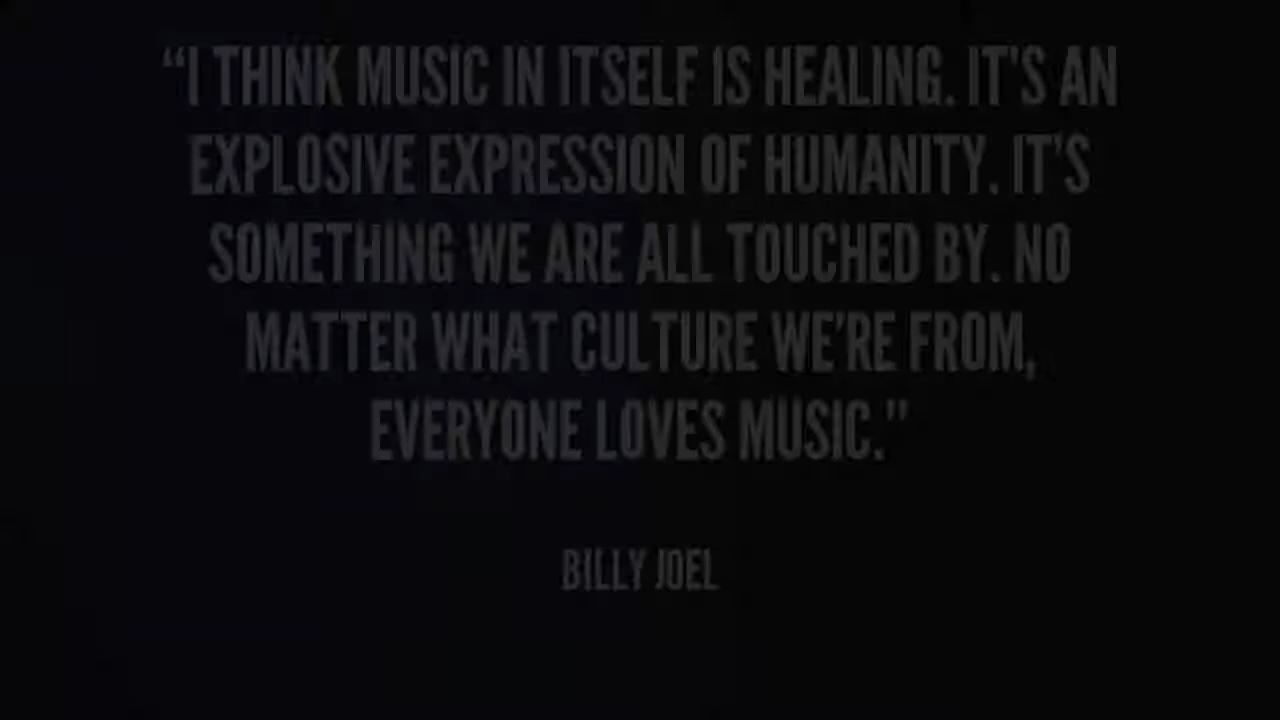 “I THINK MUSIC IN ITSELF IS HEALING. IT'S AN
EXPLOSIVE EXPRESSION OF HUMANITY. IT'S
SOMETHING WE ARE ALL TOUCHED BY. NO
MATTER WHAT CULTURE WE'RE FROM,
EVERYONE LOVES MUSIC."
BILLY JOEL